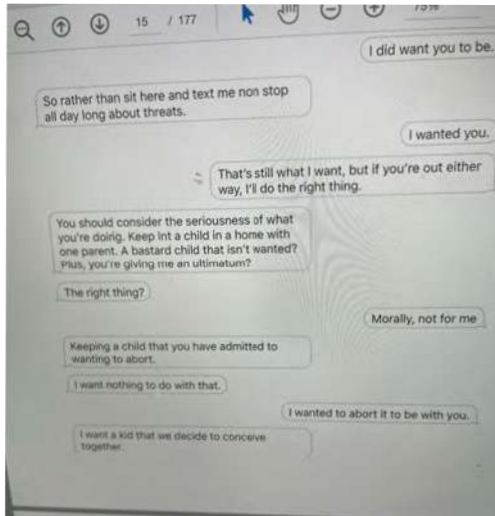 15 / 177
75%
I did want you to be.
So rather than sit here and text me non stop
all day long about threats.
I wanted you.
That's still what I want, but if you're out either
way, I'll do the right thing.
You should consider the seriousness of what
you're doing. Keep int a child in a home with
one parent. A bastard child that isn't wanted?
Plus, you're giving me an ultimatum?
The right thing?
Morally, not for me
Keeping a child that you have admitted to
wanting to abort.
I want nothing to do with that.
I wanted to abort it to be with you.
I want a kid that we decide to conceive
together.